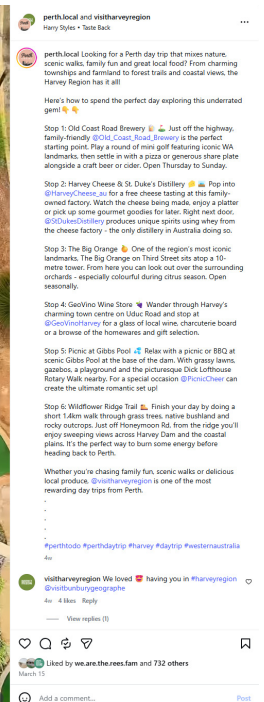 perth.local and visitharveyregion
Harry Styles • Taste Back
perth.local Looking for a Perth day trip that mixes nature,
scenic walks, family fun and great local food? From charming
townships and farmland to forest trails and coastal views, the
Harvey Region has it all!
Here's how to spend the perfect day exploring this underrated
gem!👇👇
Stop 1: Old Coast Road Brewery 🍺⛳ Just off the highway,
family-friendly @Old_Coast_Road_Brewery is the perfect
starting point. Play a round of mini golf featuring iconic WA
landmarks, then settle in with a pizza or generous share plate
alongside a craft beer or cider. Open Thursday to Sunday.
Stop 2: Harvey Cheese & St. Duke's Distillery 🧀 Pop into
@HarveyCheese_au for a free cheese tasting at this family-
owned factory. Watch the cheese being made, enjoy a platter
or pick up some gourmet goodies for later. Right next door,
@StDukesDistillery produces unique spirits using whey from
the cheese factory - the only distillery in Australia doing so.
Stop 3: The Big Orange 🍊 One of the region's most iconic
landmarks, The Big Orange on Third Street sits atop a 10-
metre tower. From here you can look out over the surrounding
orchards - especially colourful during citrus season. Open
seasonally.
Stop 4: GeoVino Wine Store 🍇 Wander through Harvey's
charming town centre on Uduc Road and stop at
@GeoVinoHarvey for a glass of local wine, charcuterie board
or a browse of the homewares and gift selection.
Stop 5: Picnic at Gibbs Pool 💦 Relax with a picnic or BBQ at
scenic Gibbs Pool at the base of the dam. With grassy lawns,
gazebos, a playground and the picturesque Dick Lofthouse
Rotary Walk nearby. For a special occasion @PicnicCheer can
create the ultimate romantic set up!
Stop 6: Wildflower Ridge Trail 🥾 Finish your day by doing a
short 1.4km walk through grass trees, native bushland and
rocky outcrops. Just off Honeymoon Rd, from the ridge you'll
enjoy sweeping views across Harvey Dam and the coastal
plains. It's the perfect way to burn some energy before
heading back to Perth.
Whether you're chasing family fun, scenic walks or delicious
local produce, @visitharveyregion is one of the most
rewarding day trips from Perth.
.
.
.
.
.
#perthtodo #perthdaytrip #harvey #daytrip #westernaustralia
4w
visitharveyregion We loved having you in #harveyregion
@visitbunburygeographe
4w 4 likes Reply
View replies (1)
Liked by we.are.the.rees.fam and 732 others
March 15
Add a comment...
Post